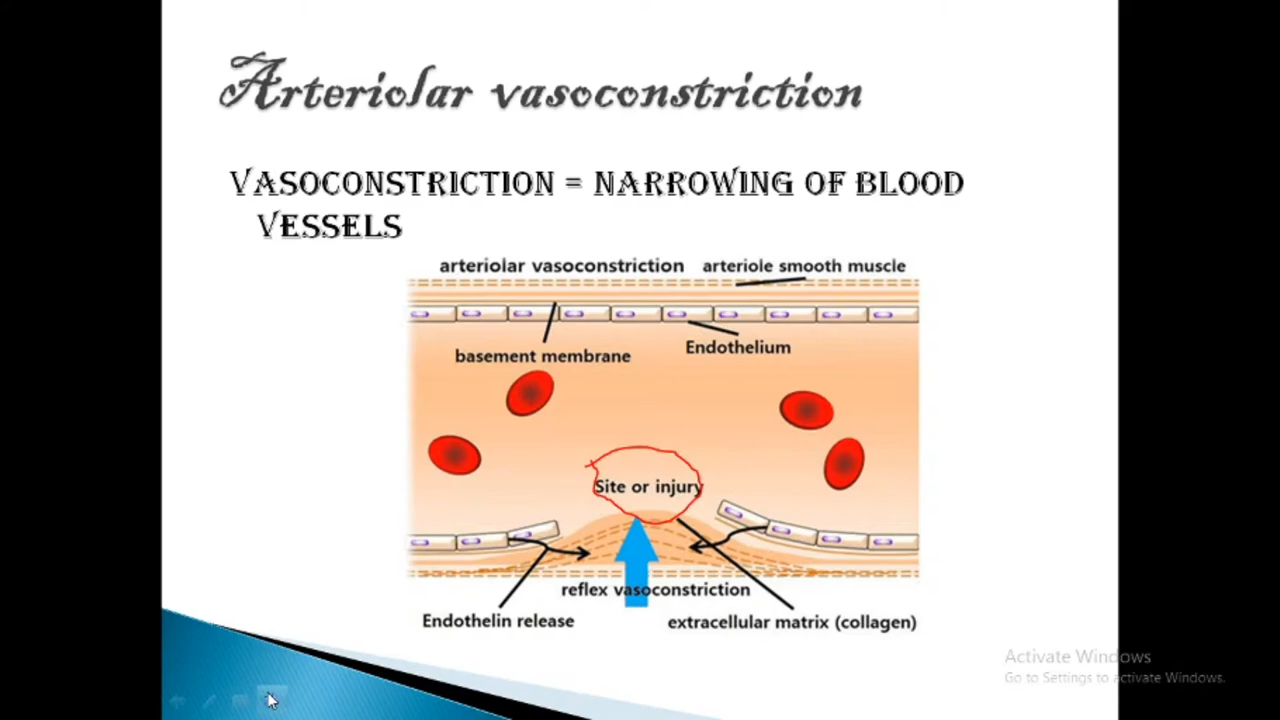 Arteriolar vasoconstriction
VASOCONSTRICTION = NARROWING OF BLOOD
VESSELS
arteriolar vasoconstriction arteriole smooth muscle
basement membrane
Endothelium
Site or injury
reflex vasoconstriction
Endothelin release
extracellular matrix (collagen)
Activate Windows
Go to Settings to activate Windows.